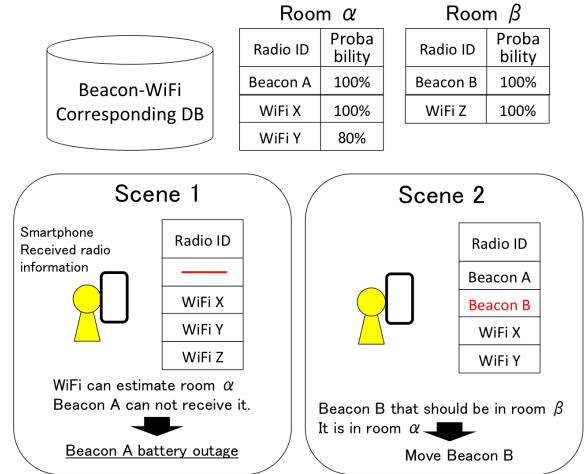 Room α
Room β
Beacon-WiFi
Corresponding DB
Radio ID
Proba
bility
Beacon A
100%
WiFi X
100%
WiFi Y
80%
Radio ID
Proba
bility
Beacon B
100%
WiFi Z
100%
Scene 1
Smartphone
Received radio
information
Radio ID
WiFi X
WiFi Y
WiFi Z
WiFi can estimate room α
Beacon A can not receive it.
Beacon A battery outage
Scene 2
Radio ID
Beacon A
Beacon B
WiFi X
WiFi Y
Beacon B that should be in room β
It is in room α
Move Beacon B